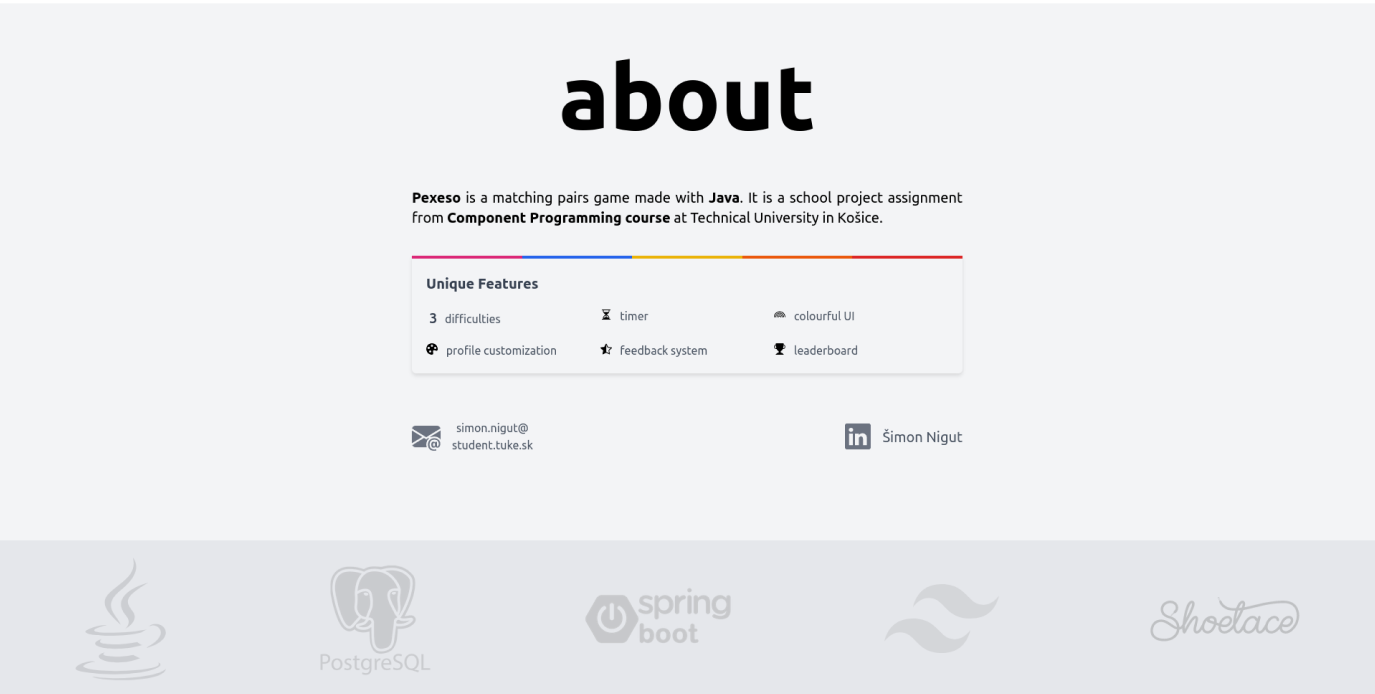 about
Pexeso is a matching pairs game made with Java. It is a school project assignment
from Component Programming course at Technical University in Košice.
Unique Features
3 difficulties
timer
colourful UI
profile customization
feedback system
leaderboard
simon.nigut@
student.tuke.sk
in Šimon Nigut
PostgreSQL
spring
boot
Shoelace